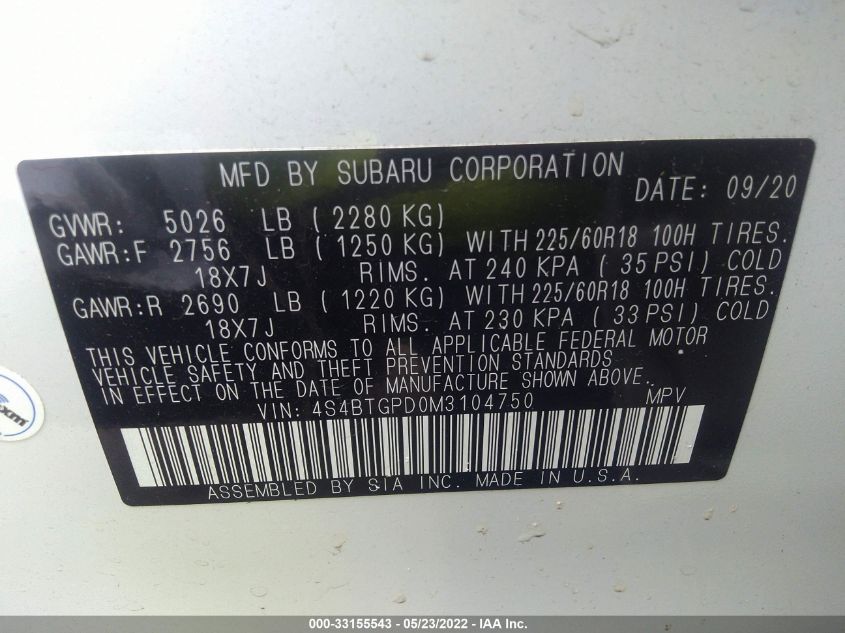 MFD BY SUBARU CORPORATION
DATE: 09/20
GVWR: 5026 LB ( 2280 KG)
GAWR:F 2756 LB ( 1250 KG) WITH 225/60R18 100H TIRES.
18X7J RIMS. AT 240 KPA ( 35 PSI) COLD
GAWR:R 2690 LB ( 1220 KG) WITH 225/60R18 100H TIRES.
18X7J RIMS. AT 230 KPA ( 33 PSI) COLD
THIS VEHICLE CONFORMS TO ALL APPLICABLE FEDERAL MOTOR
VEHICLE SAFETY AND THEFT PREVENTION STANDARDS
IN EFFECT ON THE DATE OF MANUFACTURE SHOWN ABOVE.
VIN: 4S4BTGPD0M3104750 MPV
ASSEMBLED BY SIA INC. MADE IN U.S.A.
000-33155543 - 05/23/2022 - IAA Inc.